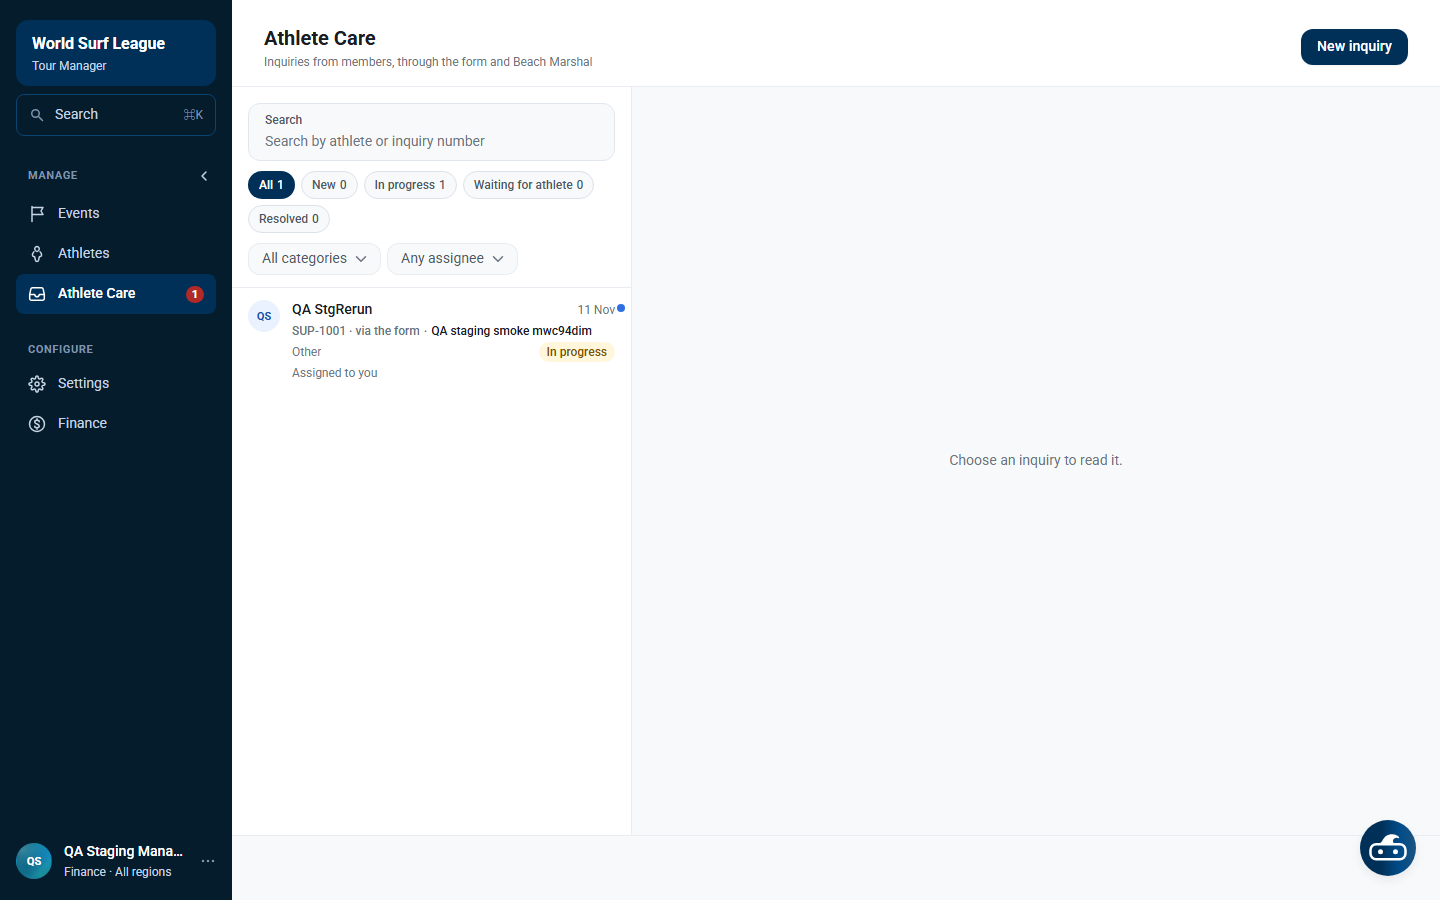 World Surf League
Tour Manager
Search ⌘K
MANAGE
Events
Athletes
Athlete Care 1
CONFIGURE
Settings
Finance
QS
QA Staging Mana...
Finance · All regions
Athlete Care
Inquiries from members, through the form and Beach Marshal
New inquiry
Search
Search by athlete or inquiry number
All 1 New 0 In progress 1 Waiting for athlete 0
Resolved 0
All categories Any assignee
QS
QA StgRerun 11 Nov
SUP-1001 · via the form · QA staging smoke mwc94dim
Other In progress
Assigned to you
Choose an inquiry to read it.